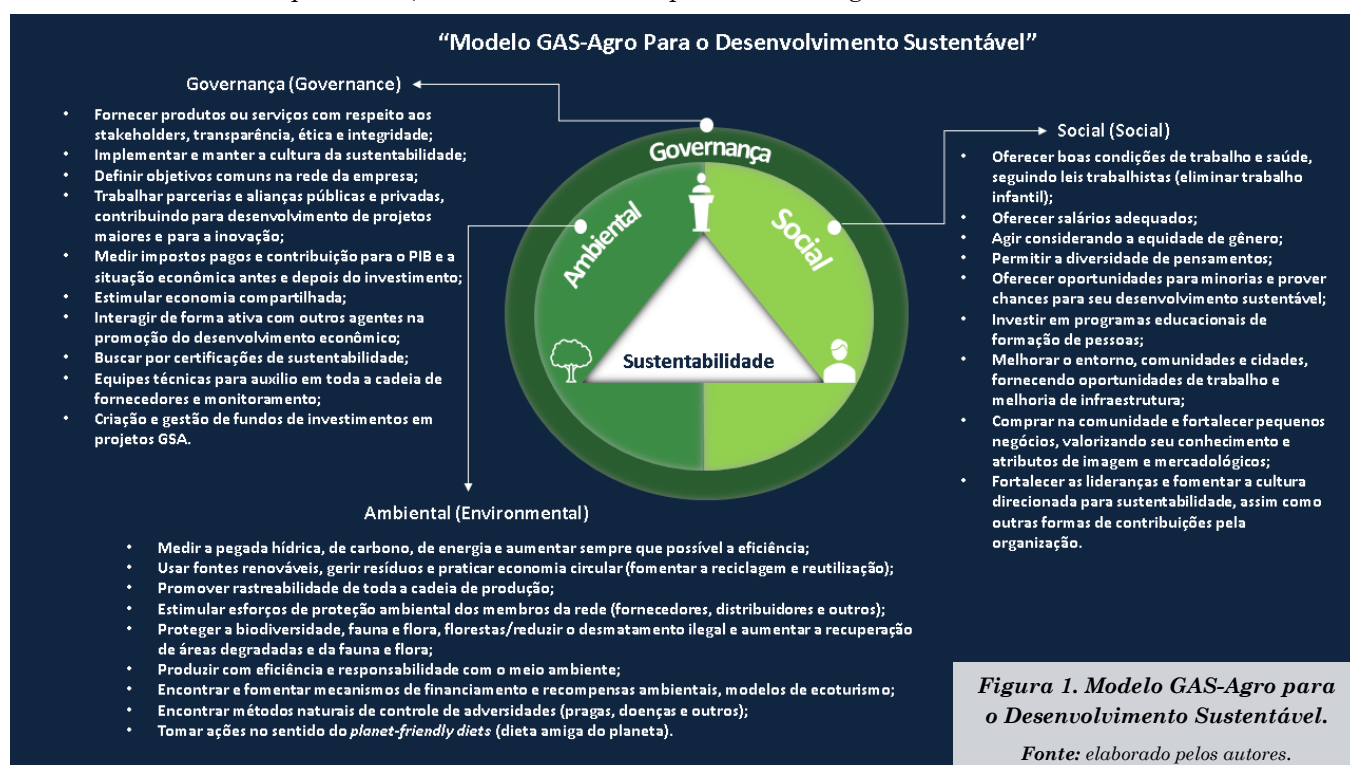 “Modelo GAS-Agro Para o Desenvolvimento Sustentável”
Governança (Governance)
• Fornecer produtos ou serviços com respeito aos
stakeholders, transparência, ética e integridade;
• Implementar e manter a cultura da sustentabilidade;
• Definir objetivos comuns na rede da empresa;
• Trabalhar parcerias e alianças públicas e privadas,
contribuindo para desenvolvimento de projetos
maiores e para a inovação;
• Medir impostos pagos e contribuição para o PIB e a
situação econômica antes e depois do investimento;
• Estimular economia compartilhada;
• Interagir de forma ativa com outros agentes na
promoção do desenvolvimento econômico;
• Buscar por certificações de sustentabilidade;
• Equipes técnicas para auxilio em toda a cadeia de
fornecedores e monitoramento;
• Criação e gestão de fundos de investimentos em
projetos GSA.
Governança
Ambiental
Social
Sustentabilidade
Social (Social)
• Oferecer boas condições de trabalho e saúde,
seguindo leis trabalhistas (eliminar trabalho
infantil);
• Oferecer salários adequados;
• Agir considerando a equidade de gênero;
• Permitir a diversidade de pensamentos;
• Oferecer oportunidades para minorias e prover
chances para seu desenvolvimento sustentável;
• Investir em programas educacionais de
formação de pessoas;
• Melhorar o entorno, comunidades e cidades,
fornecendo oportunidades de trabalho e
melhoria de infraestrutura;
• Comprar na comunidade e fortalecer pequenos
negócios, valorizando seu conhecimento e
atributos de imagem e mercadológicos;
• Fortalecer as lideranças e fomentar a cultura
direcionada para sustentabilidade, assim como
outras formas de contribuições pela
organização.
Ambiental (Environmental)
• Medir a pegada hídrica, de carbono, de energia e aumentar sempre que possível a eficiência;
• Usar fontes renováveis, gerir resíduos e praticar economia circular (fomentar a reciclagem e reutilização);
• Promover rastreabilidade de toda a cadeia de produção;
• Estimular esforços de proteção ambiental dos membros da rede (fornecedores, distribuidores e outros);
• Proteger a biodiversidade, fauna e flora, florestas/reduzir o desmatamento ilegal e aumentar a recuperação
de áreas degradadas e da fauna e flora;
• Produzir com eficiência e responsabilidade com o meio ambiente;
• Encontrar e fomentar mecanismos de financiamento e recompensas ambientais, modelos de ecoturismo;
• Encontrar métodos naturais de controle de adversidades (pragas, doenças e outros);
• Tomar ações no sentido do planet-friendly diets (dieta amiga do planeta).
Figura 1. Modelo GAS-Agro para
o Desenvolvimento Sustentável.
Fonte: elaborado pelos autores.